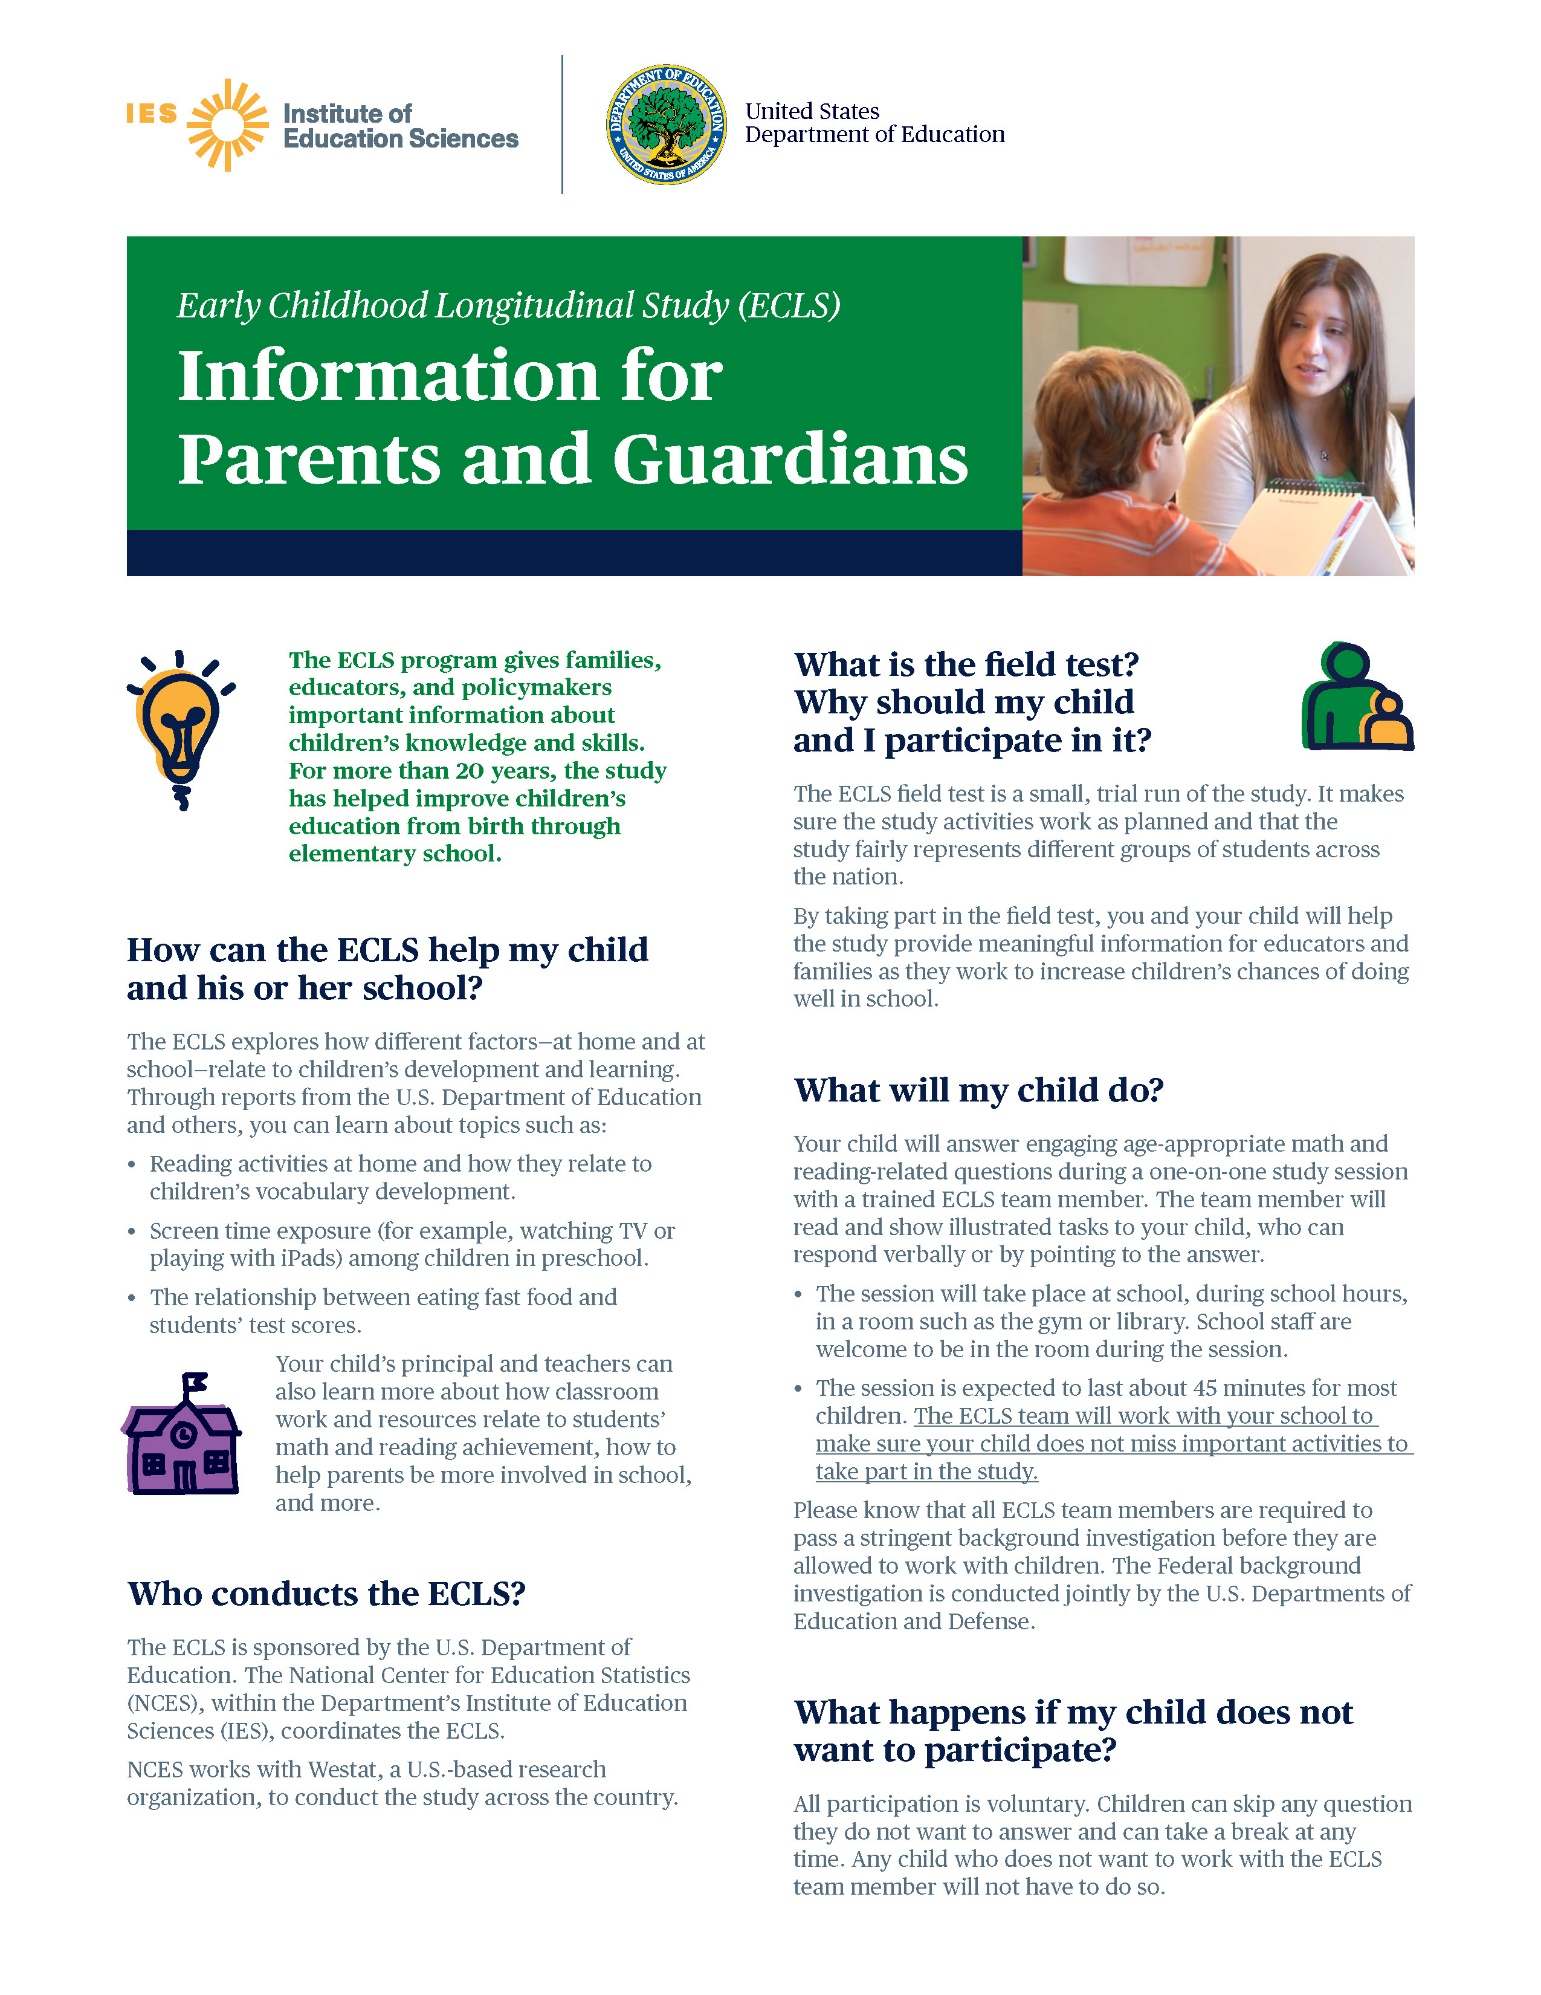 IES
Institute of
Education Sciences
DEPARTMENT OF EDUCATION
UNITED STATES OF AMERICA
United States
Department of Education
Early Childhood Longitudinal Study (ECLS)
Information for
Parents and Guardians
The ECLS program gives families,
educators, and policymakers
important information about
children’s knowledge and skills.
For more than 20 years, the study
has helped improve children’s
education from birth through
elementary school.
How can the ECLS help my child
and his or her school?
The ECLS explores how different factors—at home and at
school—relate to children’s development and learning.
Through reports from the U.S. Department of Education
and others, you can learn about topics such as:
• Reading activities at home and how they relate to
children’s vocabulary development.
• Screen time exposure (for example, watching TV or
playing with iPads) among children in preschool.
• The relationship between eating fast food and
students’ test scores.
Your child’s principal and teachers can
also learn more about how classroom
work and resources relate to students’
math and reading achievement, how to
help parents be more involved in school,
and more.
Who conducts the ECLS?
The ECLS is sponsored by the U.S. Department of
Education. The National Center for Education Statistics
(NCES), within the Department’s Institute of Education
Sciences (IES), coordinates the ECLS.
NCES works with Westat, a U.S.-based research
organization, to conduct the study across the country.
What is the field test?
Why should my child
and I participate in it?
The ECLS field test is a small, trial run of the study. It makes
sure the study activities work as planned and that the
study fairly represents different groups of students across
the nation.
By taking part in the field test, you and your child will help
the study provide meaningful information for educators and
families as they work to increase children’s chances of doing
well in school.
What will my child do?
Your child will answer engaging age-appropriate math and
reading-related questions during a one-on-one study session
with a trained ECLS team member. The team member will
read and show illustrated tasks to your child, who can
respond verbally or by pointing to the answer.
• The session will take place at school, during school hours,
in a room such as the gym or library. School staff are
welcome to be in the room during the session.
• The session is expected to last about 45 minutes for most
children. The ECLS team will work with your school to
make sure your child does not miss important activities to
take part in the study.
Please know that all ECLS team members are required to
pass a stringent background investigation before they are
allowed to work with children. The Federal background
investigation is conducted jointly by the U.S. Departments of
Education and Defense.
What happens if my child does not
want to participate?
All participation is voluntary. Children can skip any question
they do not want to answer and can take a break at any
time. Any child who does not want to work with the ECLS
team member will not have to do so.